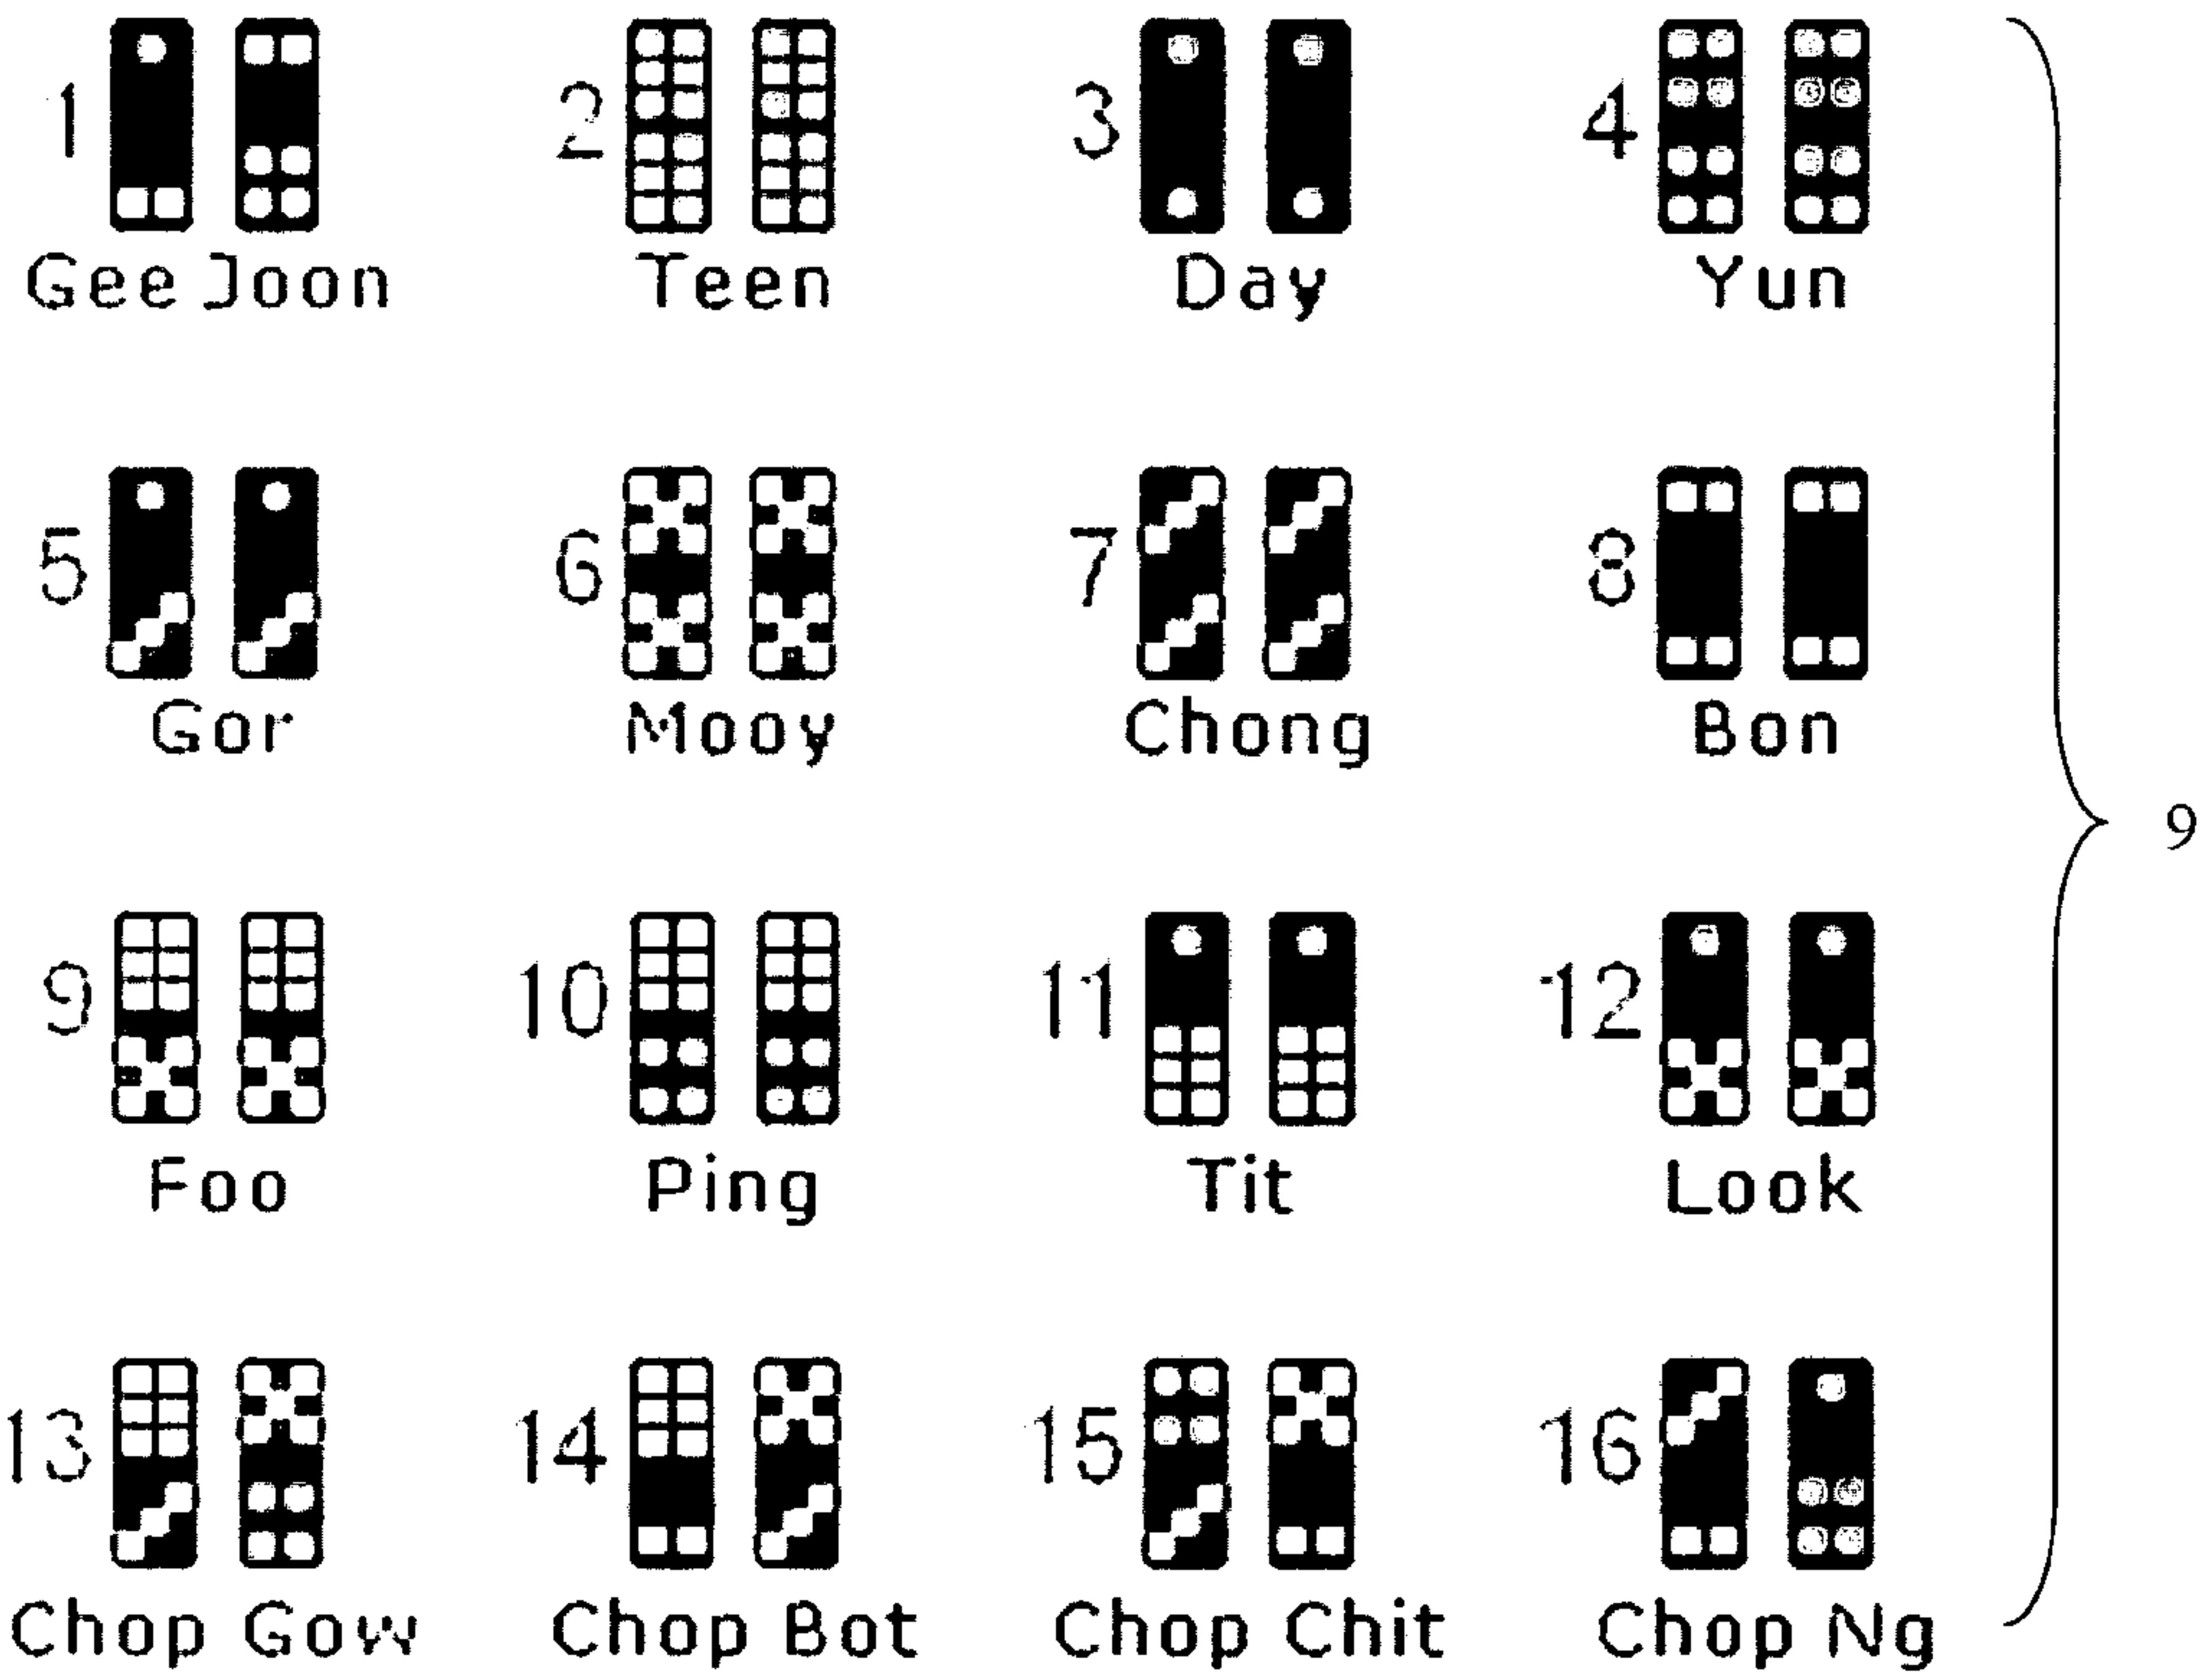 1 2 3 4
Gee Joon Teen Day Yun
5 6 7 8
Gor Mooy Chong Bon
9
9 10 11 12
Foo Ping Tit Look
13 14 15 16
Chop Gow Chop Bot Chop Chit Chop Ng